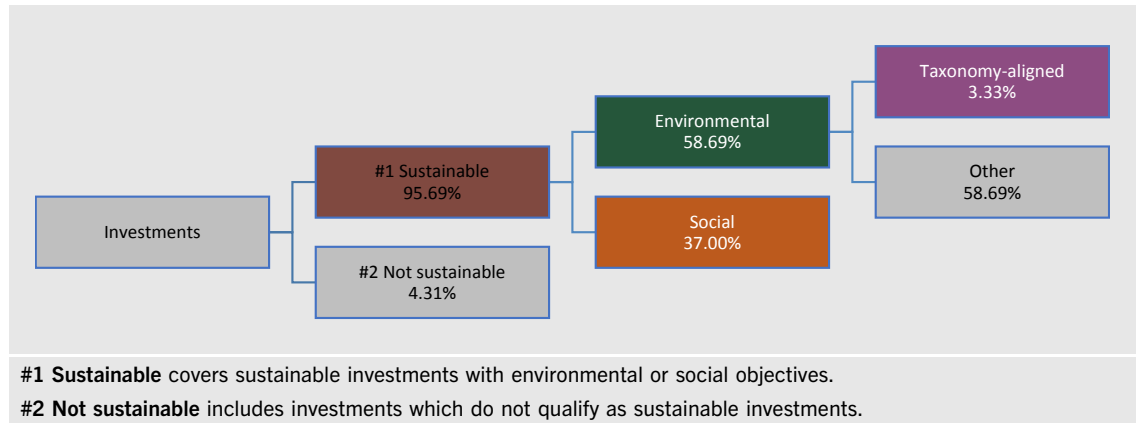 Investments
#1 Sustainable
95.69%
#2 Not sustainable
4.31%
Environmental
58.69%
Social
37.00%
Taxonomy-aligned
3.33%
Other
58.69%
#1 Sustainable covers sustainable investments with environmental or social objectives.
#2 Not sustainable includes investments which do not qualify as sustainable investments.